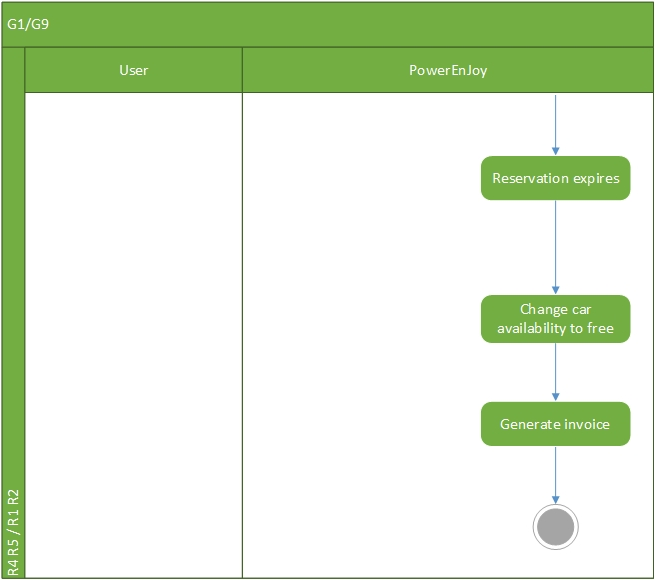 G1/G9
User
PowerEnJoy
Reservation expires
Change car
availability to free
Generate invoice
R4 R5 / R1 R2